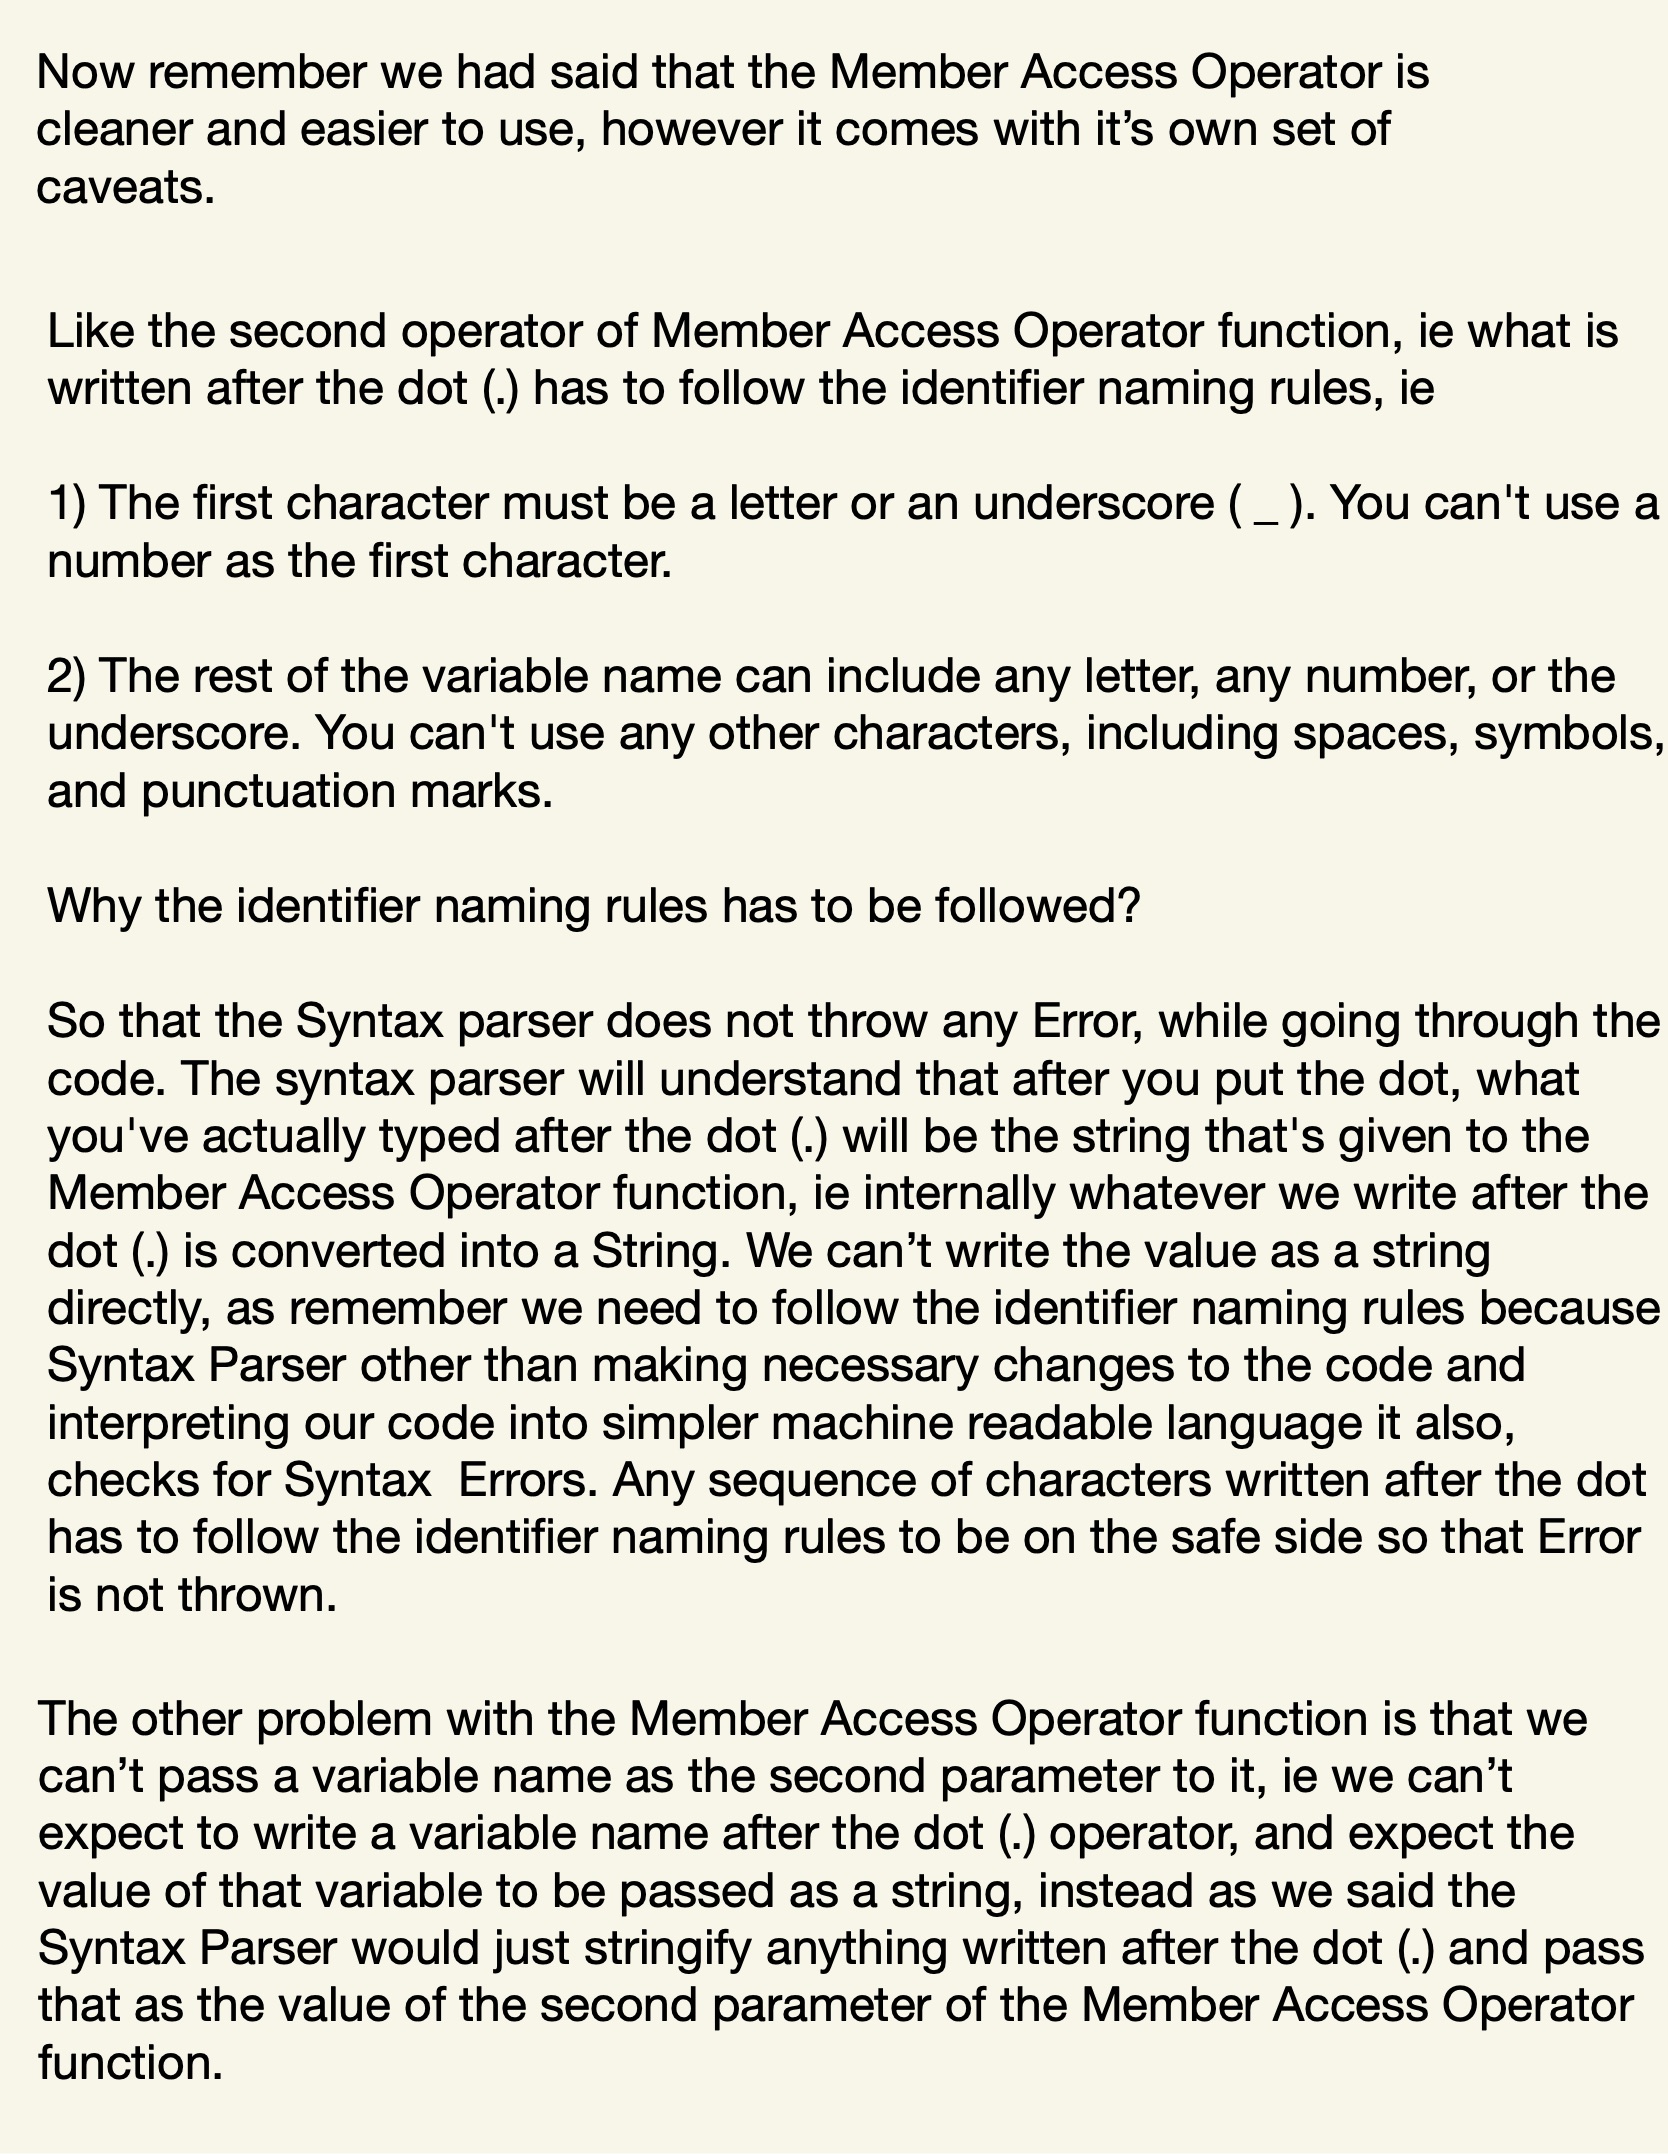 Now remember we had said that the Member Access Operator is
cleaner and easier to use, however it comes with it’s own set of
caveats.
Like the second operator of Member Access Operator function, ie what is
written after the dot (.) has to follow the identifier naming rules, ie
1) The first character must be a letter or an underscore ( _ ). You can't use a
number as the first character.
2) The rest of the variable name can include any letter, any number, or the
underscore. You can't use any other characters, including spaces, symbols,
and punctuation marks.
Why the identifier naming rules has to be followed?
So that the Syntax parser does not throw any Error, while going through the
code. The syntax parser will understand that after you put the dot, what
you've actually typed after the dot (.) will be the string that's given to the
Member Access Operator function, ie internally whatever we write after the
dot (.) is converted into a String. We can’t write the value as a string
directly, as remember we need to follow the identifier naming rules because
Syntax Parser other than making necessary changes to the code and
interpreting our code into simpler machine readable language it also,
checks for Syntax  Errors. Any sequence of characters written after the dot
has to follow the identifier naming rules to be on the safe side so that Error
is not thrown.
The other problem with the Member Access Operator function is that we
can’t pass a variable name as the second parameter to it, ie we can’t
expect to write a variable name after the dot (.) operator, and expect the
value of that variable to be passed as a string, instead as we said the
Syntax Parser would just stringify anything written after the dot (.) and pass
that as the value of the second parameter of the Member Access Operator
function.